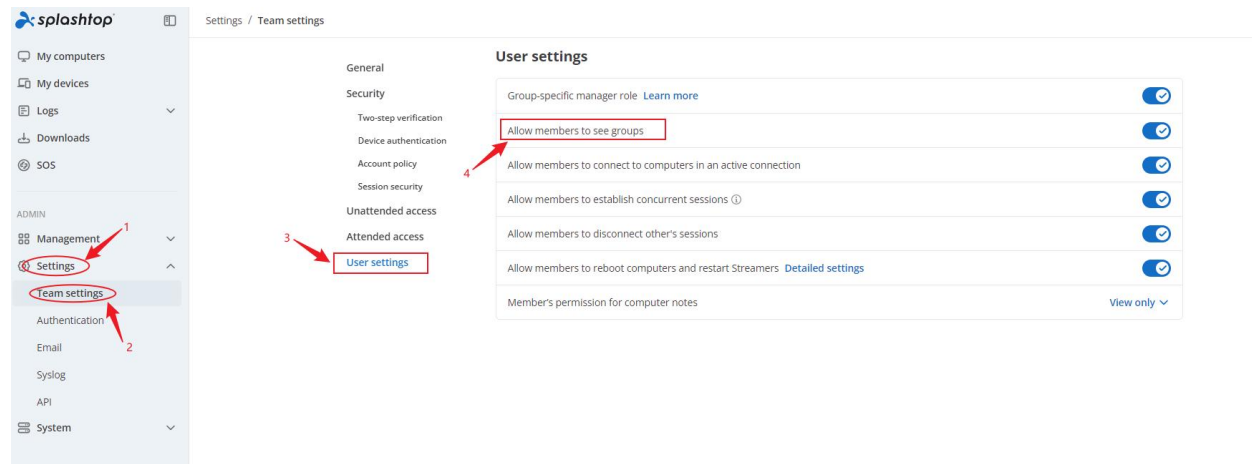 splashtop
Settings / Team settings
My computers
My devices
Logs
Downloads
SOS
ADMIN
Management
1
Settings
Team settings
Authentication
2
Email
Syslog
API
System
General
Security
Two-step verification
Device authentication
Account policy
Session security
Unattended access
Attended access
3
User settings
User settings
Group-specific manager role Learn more
Allow members to see groups
4
Allow members to connect to computers in an active connection
Allow members to establish concurrent sessions
Allow members to disconnect other's sessions
Allow members to reboot computers and restart Streamers Detailed settings
Member's permission for computer notes View only